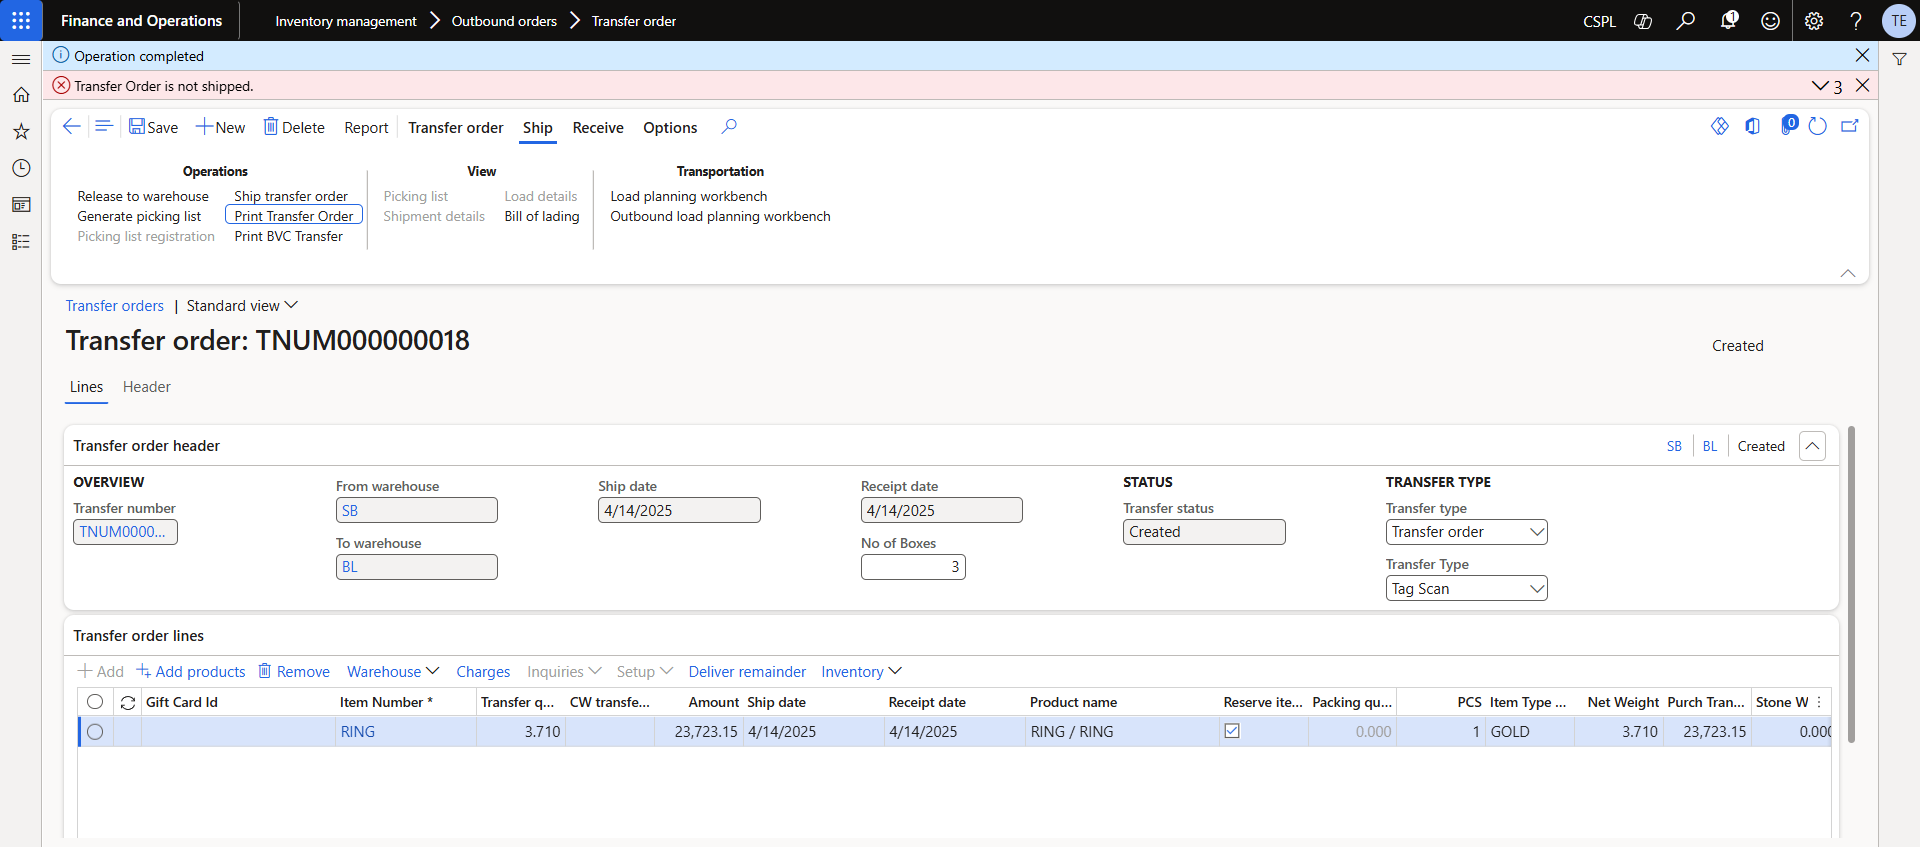 Finance and Operations
Inventory management
Outbound orders
Transfer order
CSPL
1
TE
Operation completed
Transfer Order is not shipped.
3
Save
New
Delete
Report
Transfer order
Ship
Receive
Options
0
Operations
View
Transportation
Release to warehouse
Ship transfer order
Picking list
Load details
Load planning workbench
Generate picking list
Print Transfer Order
Shipment details
Bill of lading
Outbound load planning workbench
Picking list registration
Print BVC Transfer
Transfer orders | Standard view
Transfer order: TNUM000000018
Created
Lines
Header
Transfer order header
SB
BL
Created
OVERVIEW
Transfer number
TNUM0000...
From warehouse
SB
To warehouse
BL
Ship date
4/14/2025
Receipt date
4/14/2025
No of Boxes
3
STATUS
Transfer status
Created
TRANSFER TYPE
Transfer type
Transfer order
Transfer Type
Tag Scan
Transfer order lines
Add
Add products
Remove
Warehouse
Charges
Inquiries
Setup
Deliver remainder
Inventory
Gift Card Id
Item Number *
Transfer q...
CW transfe...
Amount
Ship date
Receipt date
Product name
Reserve ite...
Packing qu...
PCS
Item Type ...
Net Weight
Purch Tran...
Stone W
RING
3.710
23,723.15
4/14/2025
4/14/2025
RING / RING
0.000
1
GOLD
3.710
23,723.15
0.000